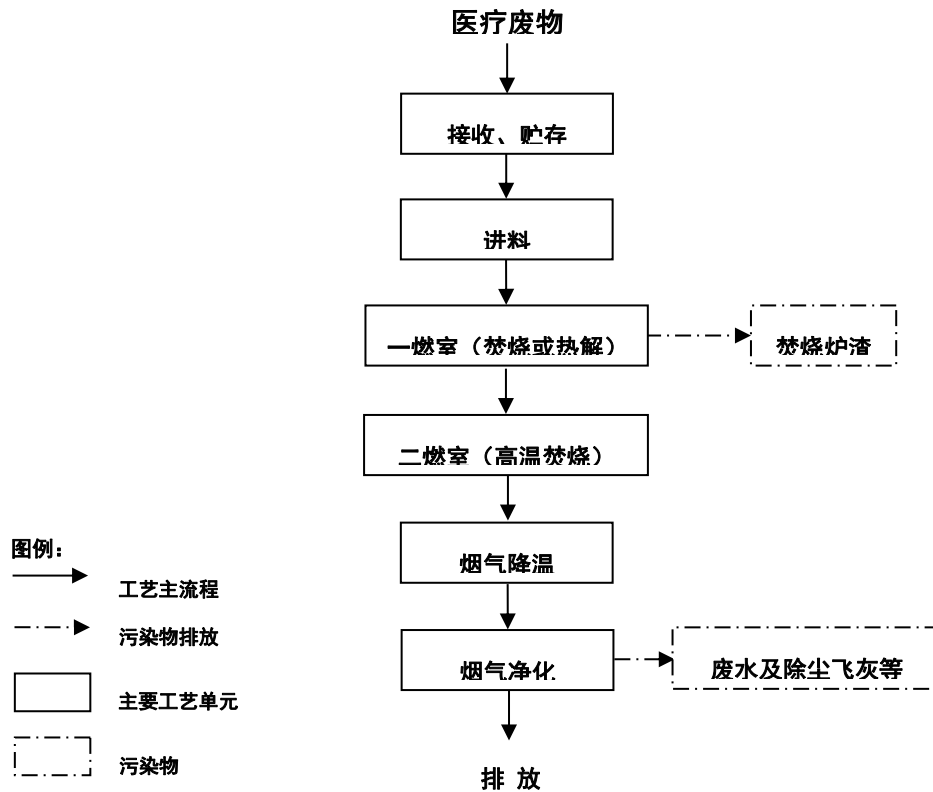 医疗废物
接收、贮存
进料
一燃室（焚烧或热解）
焚烧炉渣
二燃室（高温焚烧）
烟气降温
烟气净化
废水及除尘飞灰等
排 放
图例：
工艺主流程
污染物排放
主要工艺单元
污染物